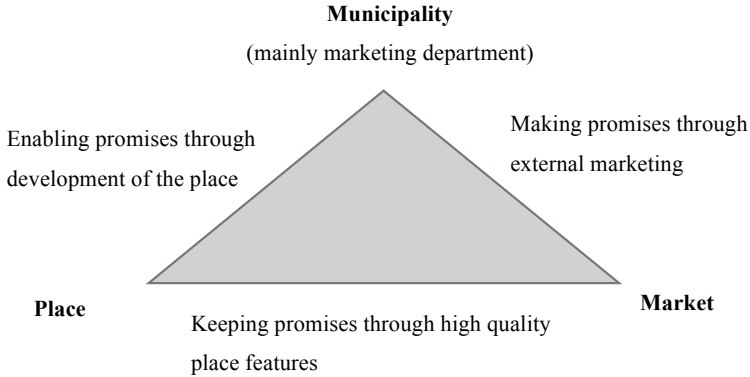 Municipality
(mainly marketing department)
Enabling promises through
development of the place
Making promises through
external marketing
Place
Market
Keeping promises through high quality
place features